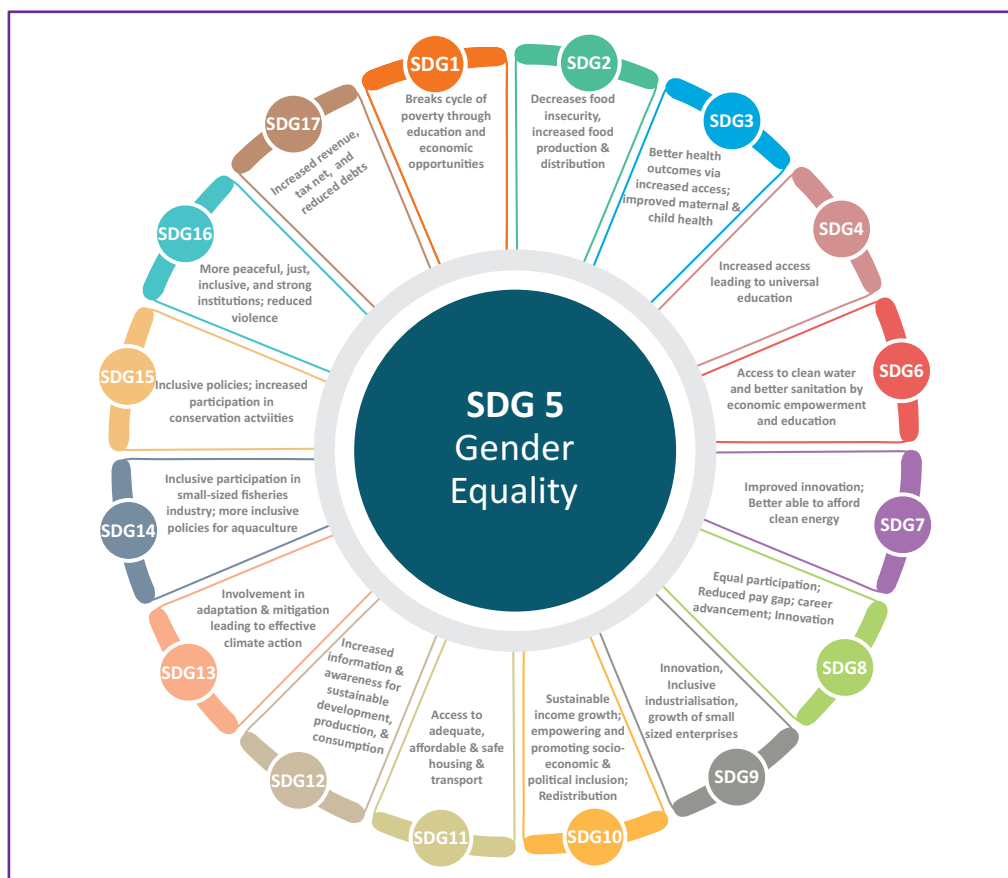 SDG 5
Gender
Equality
SDG1
Breaks cycle of
poverty through
education and
economic
opportunities
SDG2
Decreases food
insecurity,
increased food
production &
distribution
SDG3
Better health
outcomes via
increased access;
improved maternal &
child health
SDG4
Increased access
leading to universal
education
SDG6
Access to clean water
and better sanitation by
economic empowerment
and education
SDG7
Improved innovation;
Better able to afford
clean energy
SDG8
Equal participation;
Reduced pay gap; career
advancement; Innovation
SDG9
Innovation,
Inclusive
industrialisation,
growth of small
sized enterprises
SDG10
Sustainable
income growth;
empowering and
promoting socio-
economic &
political inclusion;
Redistribution
SDG11
Access to
adequate,
affordable & safe
housing &
transport
SDG12
Increased
information &
awareness for
sustainable
development,
production, &
consumption
SDG13
Involvement in
adaptation & mitigation
leading to effective
climate action
SDG14
Inclusive participation in
small-sized fisheries
industry; more inclusive
policies for aquaculture
SDG15
Inclusive policies; increased
participation in
conservation actviities
SDG16
More peaceful, just,
inclusive, and strong
institutions; reduced
violence
SDG17
Increased revenue,
tax net, and
reduced debts